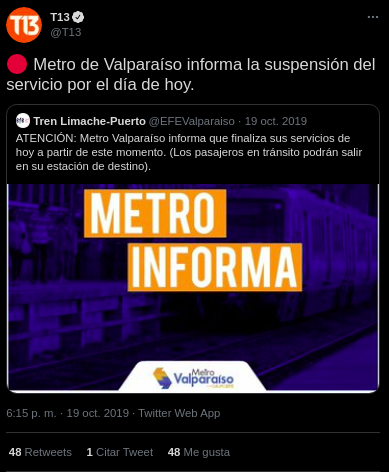 T13
@T13
Metro de Valparaíso informa la suspensión del
servicio por el día de hoy.
Tren Limache-Puerto @EFEValparaiso · 19 oct. 2019
ATENCIÓN: Metro Valparaíso informa que finaliza sus servicios de
hoy a partir de este momento. (Los pasajeros en tránsito podrán salir
en su estación de destino).
METRO
INFORMA
Metro
Valparaíso
6:15 p. m. · 19 oct. 2019 · Twitter Web App
48 Retweets 1 Citar Tweet 48 Me gusta